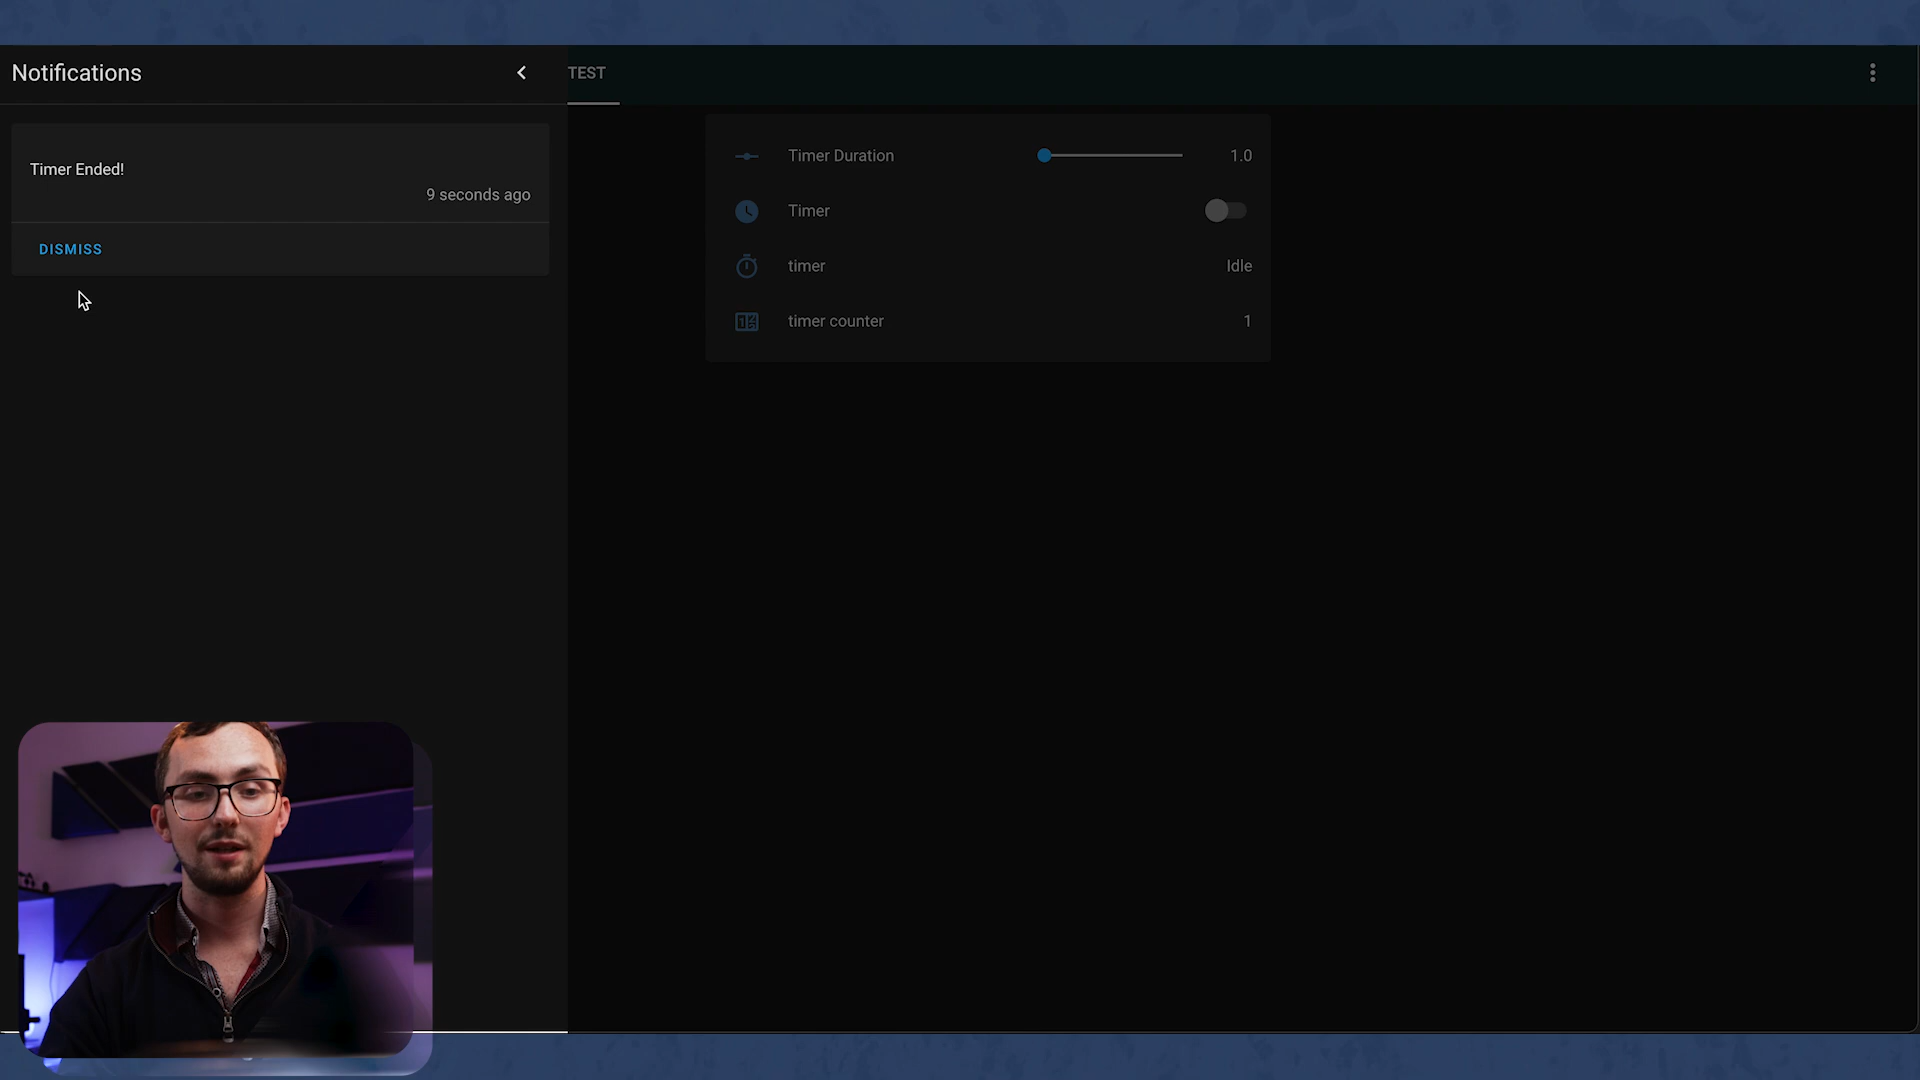 Notifications
TEST
Timer Ended!
9 seconds ago
DISMISS
Timer Duration 1.0
Timer
timer Idle
timer counter 1